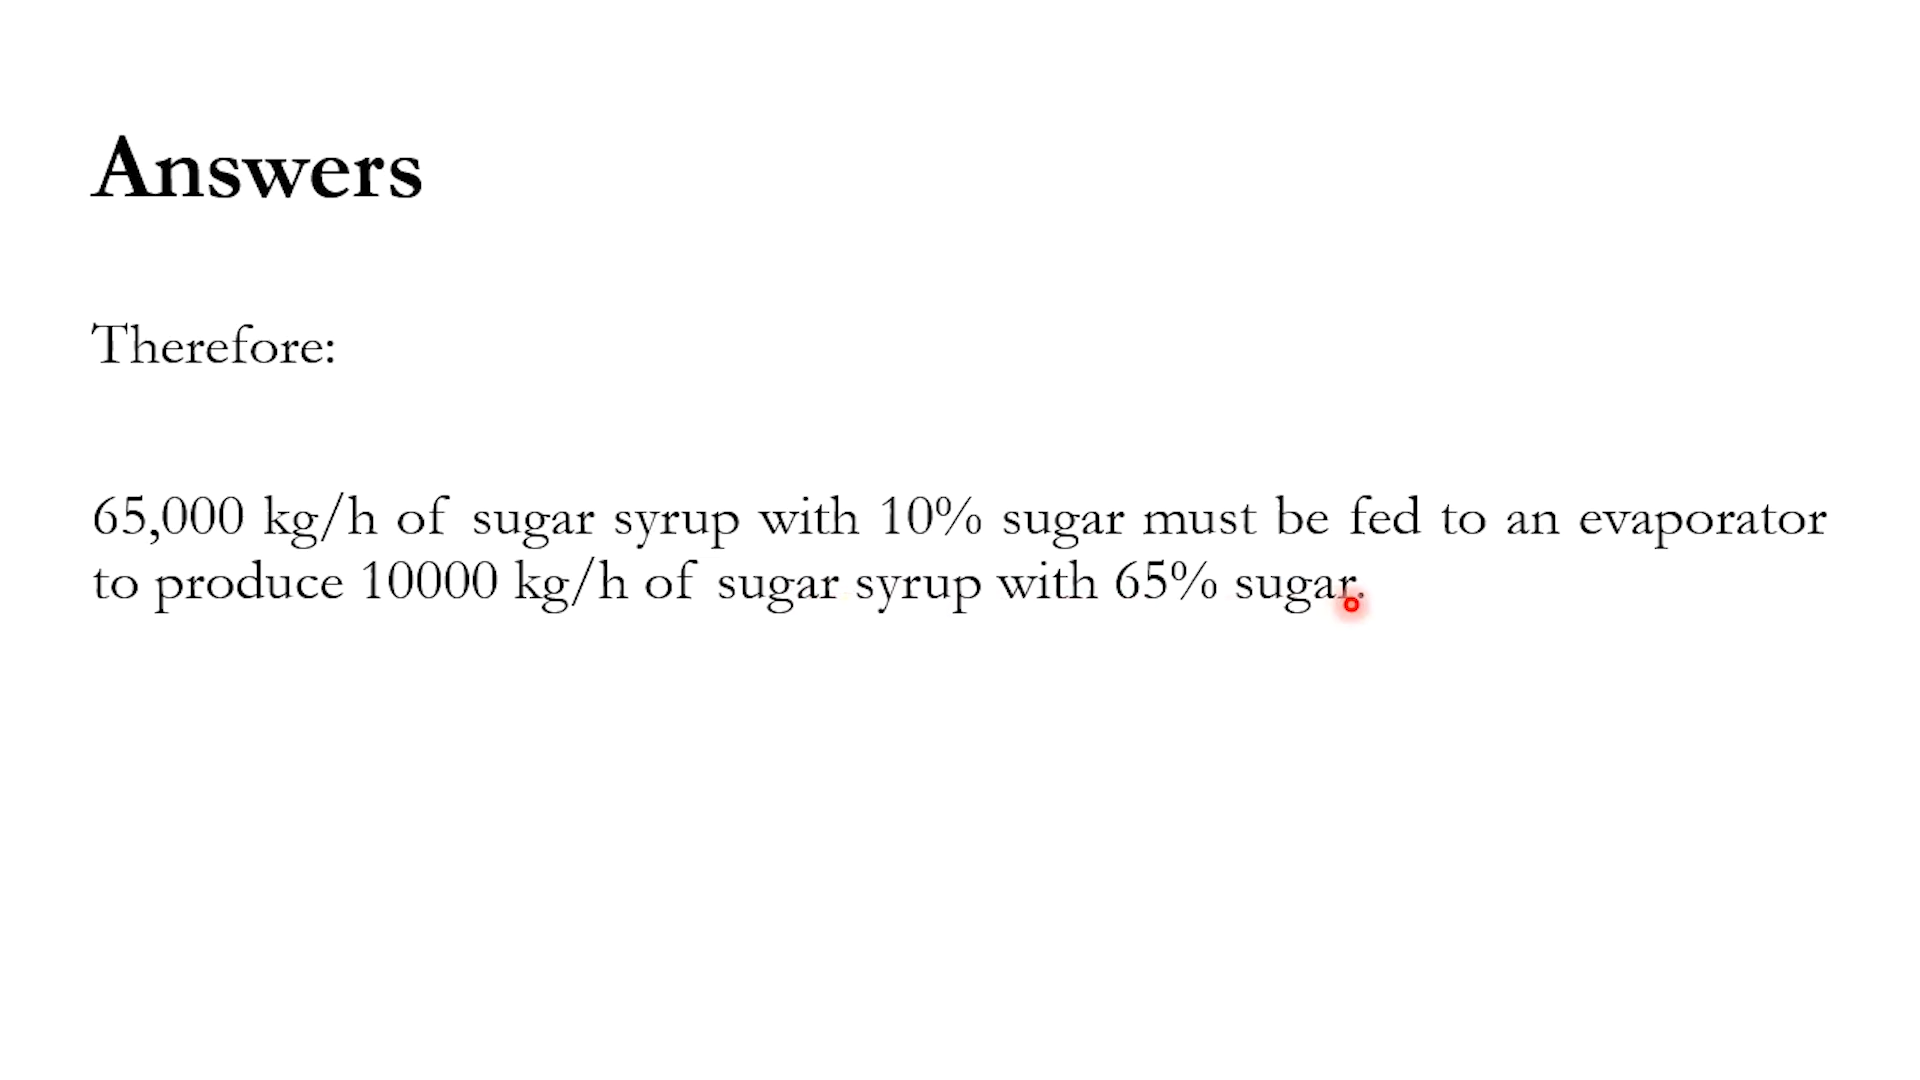 Answers
Therefore:
65,000 kg/h of sugar syrup with 10% sugar must be fed to an evaporator
to produce 10000 kg/h of sugar syrup with 65% sugar.